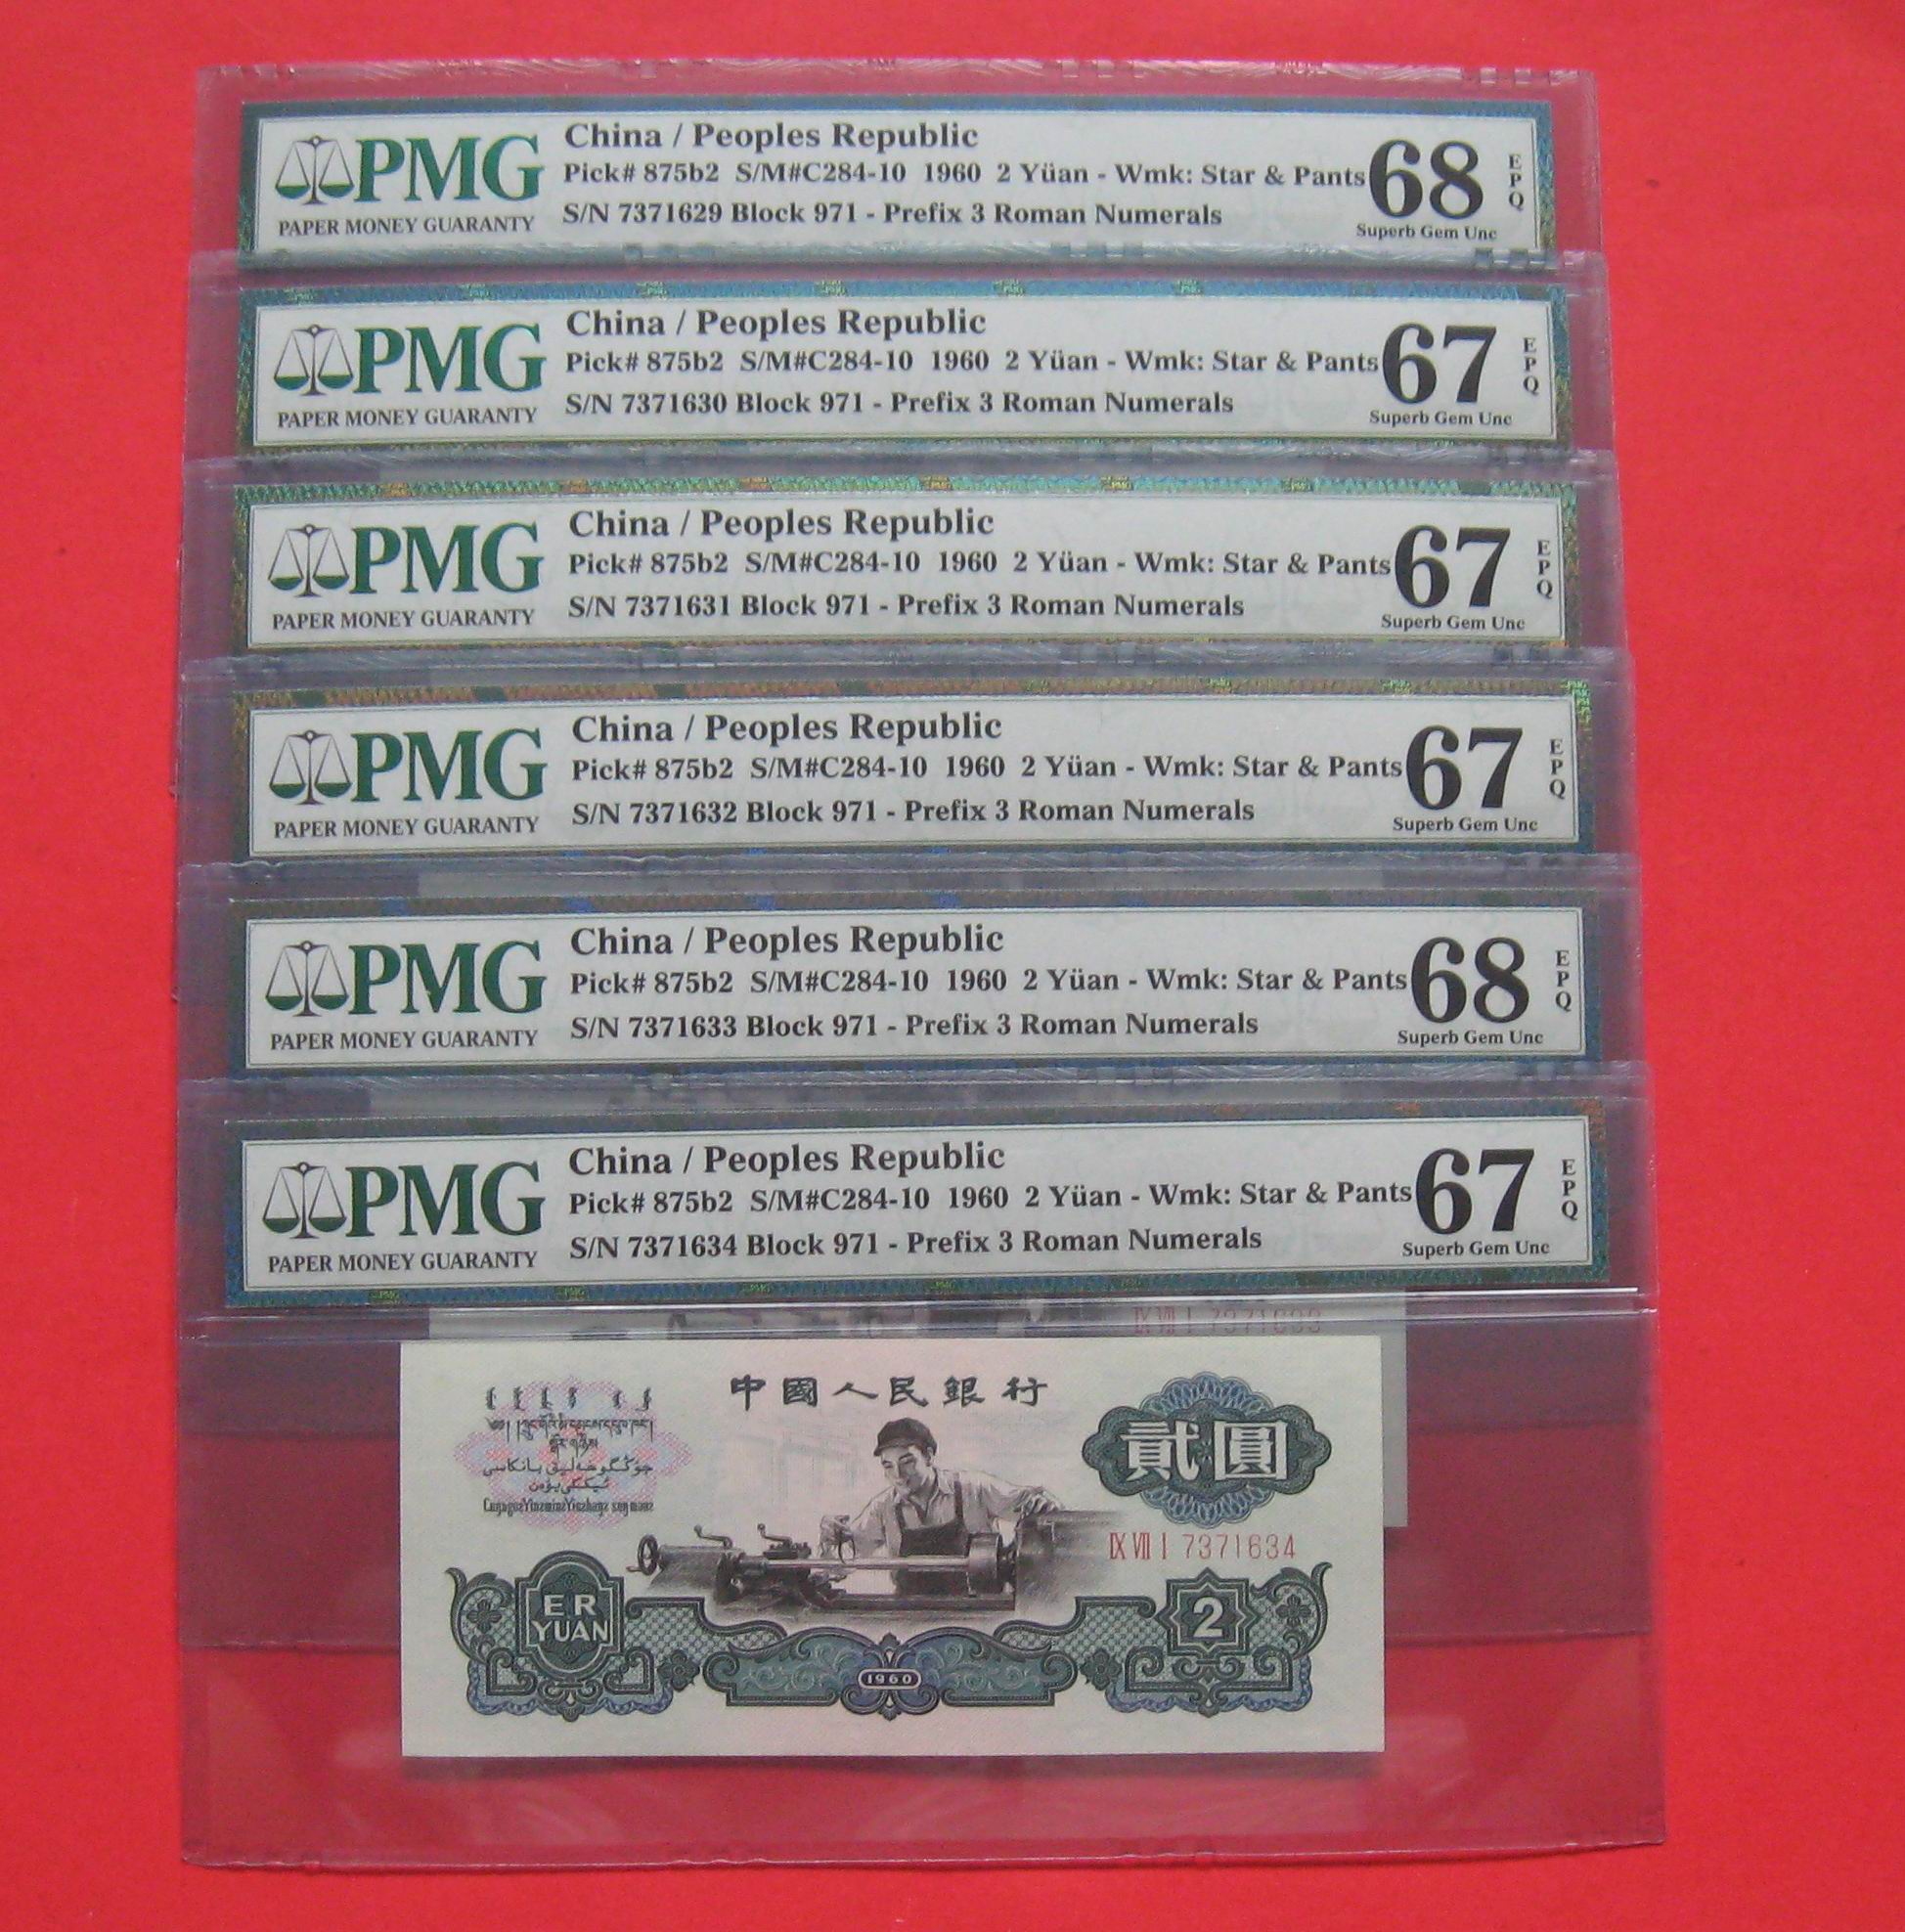 PMG
PAPER MONEY GUARANTY
China / Peoples Republic
Pick# 875b2 S/M#C284-10 1960 2 Yüan - Wmk: Star & Pants
S/N 7371629 Block 971 - Prefix 3 Roman Numerals
68
EPQ
Superb Gem Unc
PMG
PAPER MONEY GUARANTY
China / Peoples Republic
Pick# 875b2 S/M#C284-10 1960 2 Yüan - Wmk: Star & Pants
S/N 7371630 Block 971 - Prefix 3 Roman Numerals
67
EPQ
Superb Gem Unc
PMG
PAPER MONEY GUARANTY
China / Peoples Republic
Pick# 875b2 S/M#C284-10 1960 2 Yüan - Wmk: Star & Pants
S/N 7371631 Block 971 - Prefix 3 Roman Numerals
67
EPQ
Superb Gem Unc
PMG
PAPER MONEY GUARANTY
China / Peoples Republic
Pick# 875b2 S/M#C284-10 1960 2 Yüan - Wmk: Star & Pants
S/N 7371632 Block 971 - Prefix 3 Roman Numerals
67
EPQ
Superb Gem Unc
PMG
PAPER MONEY GUARANTY
China / Peoples Republic
Pick# 875b2 S/M#C284-10 1960 2 Yüan - Wmk: Star & Pants
S/N 7371633 Block 971 - Prefix 3 Roman Numerals
68
EPQ
Superb Gem Unc
PMG
PAPER MONEY GUARANTY
China / Peoples Republic
Pick# 875b2 S/M#C284-10 1960 2 Yüan - Wmk: Star & Pants
S/N 7371634 Block 971 - Prefix 3 Roman Numerals
67
EPQ
Superb Gem Unc
IX VII I 7371633
中國人民銀行
貳圓
IX VII I 7371634
ER
YUAN
2
1960